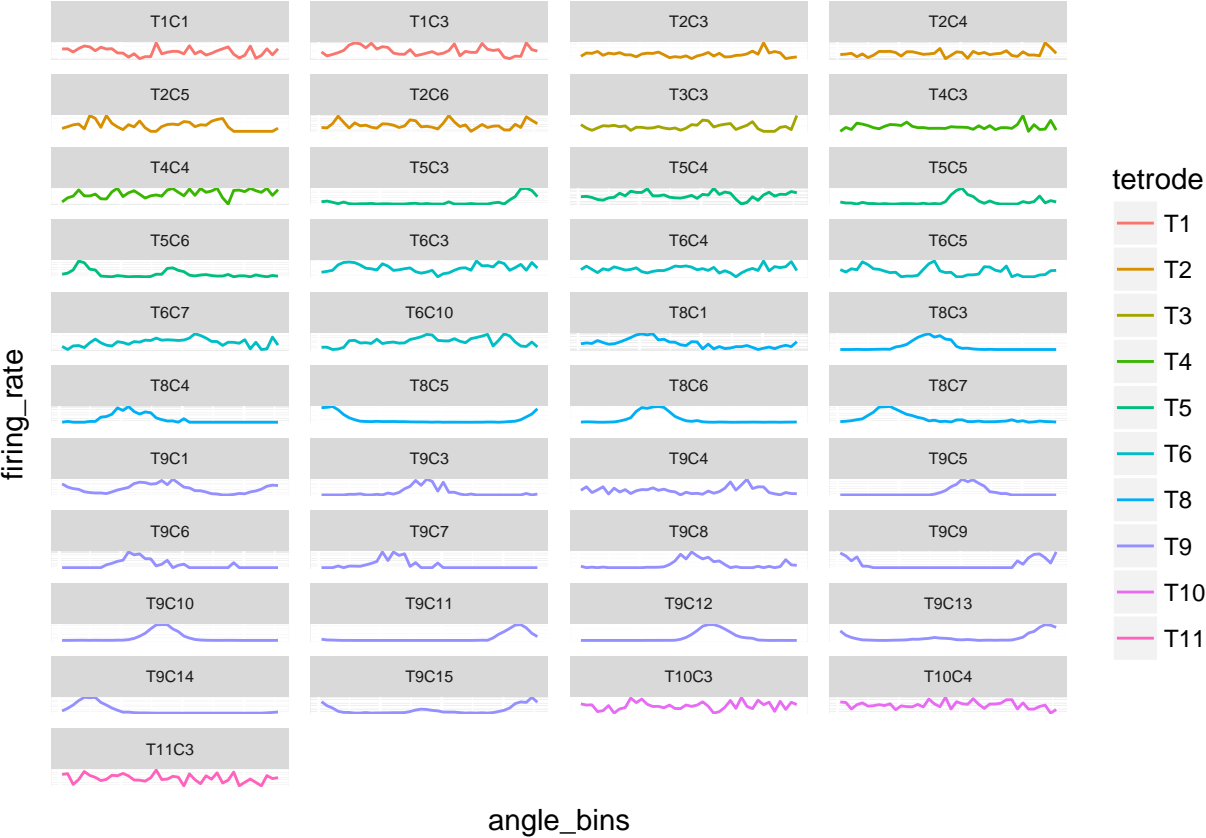 T1C1
T1C3
T2C3
T2C4
T2C5
T2C6
T3C3
T4C3
T4C4
T5C3
T5C4
T5C5
T5C6
T6C3
T6C4
T6C5
T6C7
T6C10
T8C1
T8C3
T8C4
T8C5
T8C6
T8C7
T9C1
T9C3
T9C4
T9C5
T9C6
T9C7
T9C8
T9C9
T9C10
T9C11
T9C12
T9C13
T9C14
T9C15
T10C3
T10C4
T11C3
firing_rate
angle_bins
tetrode
T1
T2
T3
T4
T5
T6
T8
T9
T10
T11